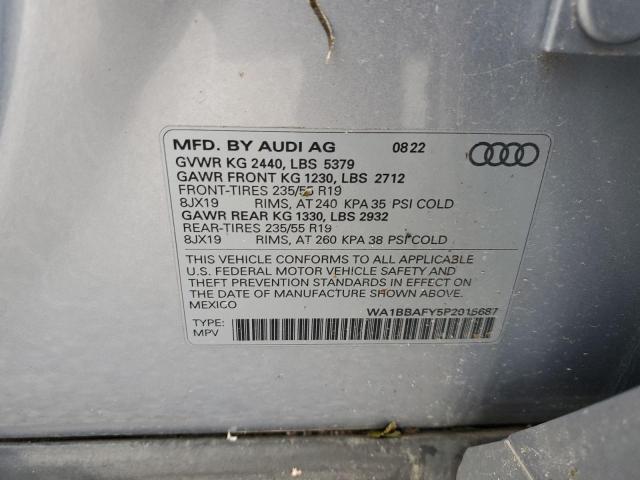 MFD. BY AUDI AG 08 22
GVWR KG 2440, LBS 5379
GAWR FRONT KG 1230, LBS 2712
FRONT-TIRES 235/55 R19
8JX19 RIMS, AT 240 KPA 35 PSI COLD
GAWR REAR KG 1330, LBS 2932
REAR-TIRES 235/55 R19
8JX19 RIMS, AT 260 KPA 38 PSI COLD
THIS VEHICLE CONFORMS TO ALL APPLICABLE
U.S. FEDERAL MOTOR VEHICLE SAFETY AND
THEFT PREVENTION STANDARDS IN EFFECT ON
THE DATE OF MANUFACTURE SHOWN ABOVE.
MEXICO
WA1BBAFY5P2015687
TYPE:
MPV